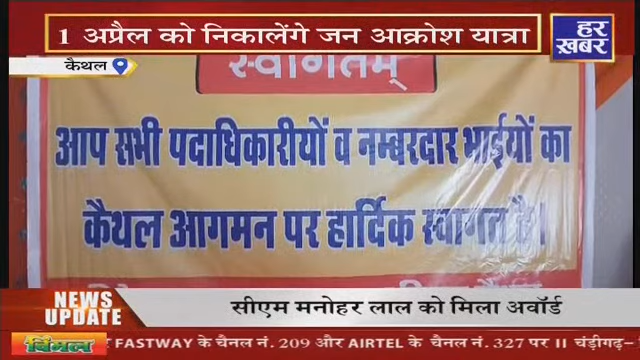 1 अप्रैल को निकालेंगे जन आक्रोश यात्रा
हर
ख़बर
कैथल
स्वागतम्
आप सभी पदाधिकारीयों व नम्बरदार भाईयों का
कैथल आगमन पर हार्दिक स्वागत है।
NEWS
UPDATE
सीएम मनोहर लाल को मिला अवॉर्ड
बिमल
FASTWAY के चैनल नं. 209 और AIRTEL के चैनल नं. 327 पर II चंड़ीगढ़-